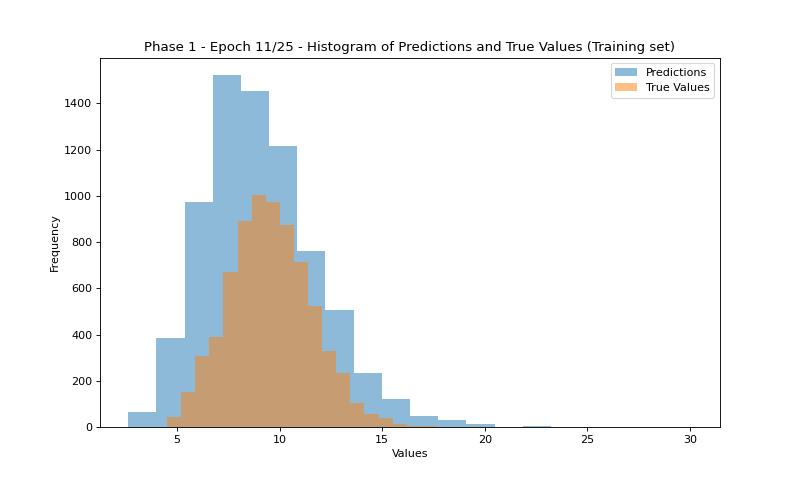 Phase 1 - Epoch 11/25 - Histogram of Predictions and True Values (Training set)
Predictions
True Values
Frequency
1400
1200
1000
800
600
400
200
0
5 10 15 20 25 30
Values